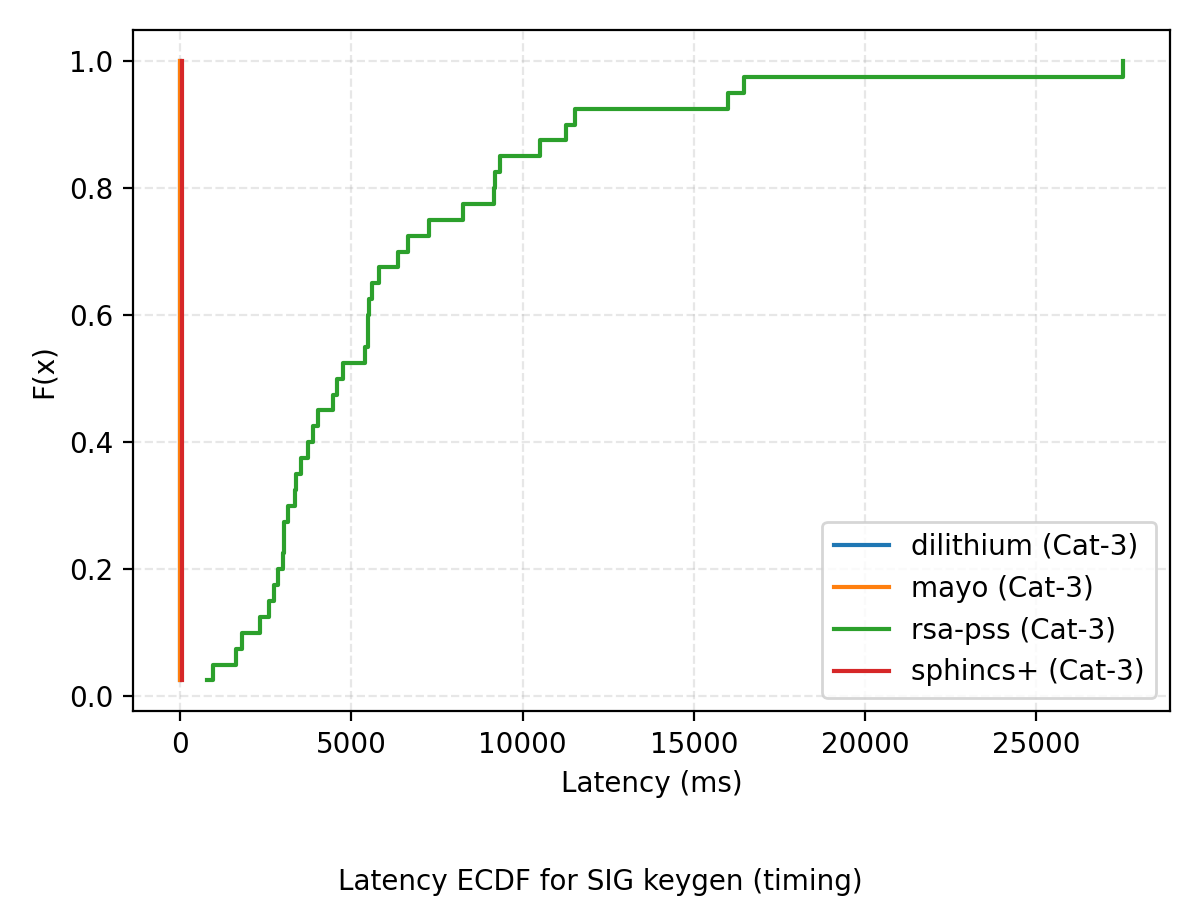 1.0
0.8
0.6
0.4
0.2
0.0
F(x)
dilithium (Cat-3)
mayo (Cat-3)
rsa-pss (Cat-3)
sphincs+ (Cat-3)
0 5000 10000 15000 20000 25000
Latency (ms)
Latency ECDF for SIG keygen (timing)